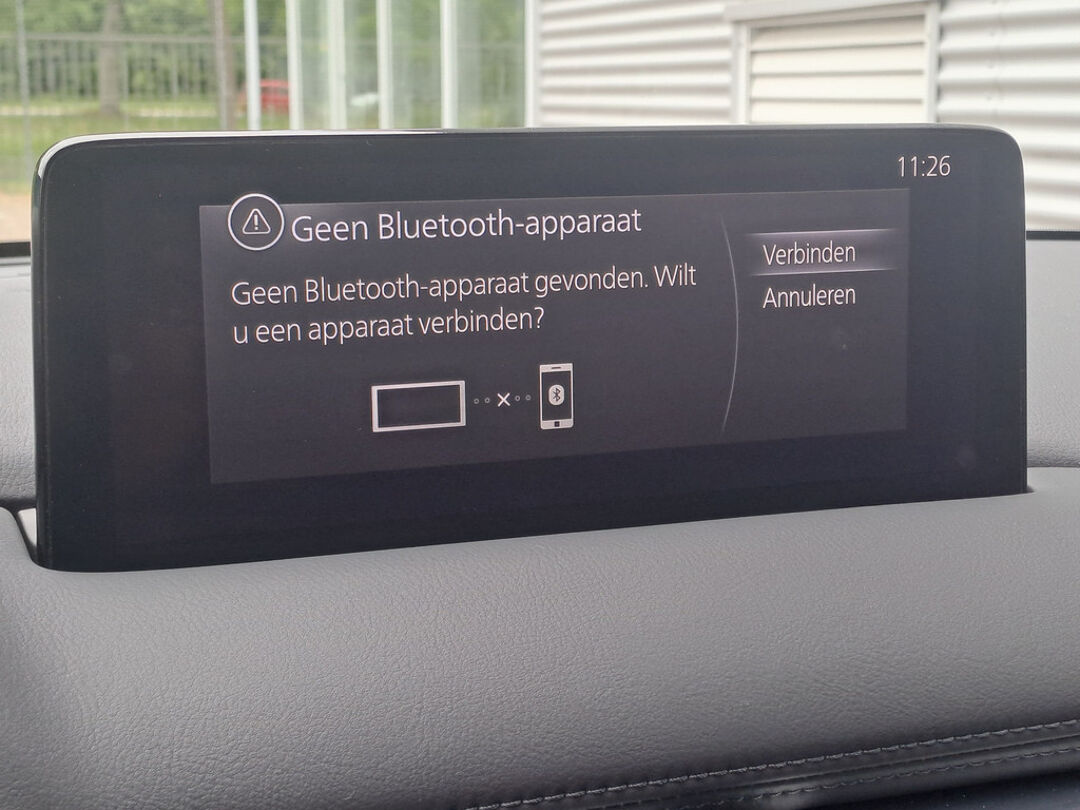 11:26
Geen Bluetooth-apparaat
Geen Bluetooth-apparaat gevonden. Wilt
u een apparaat verbinden?
Verbinden
Annuleren